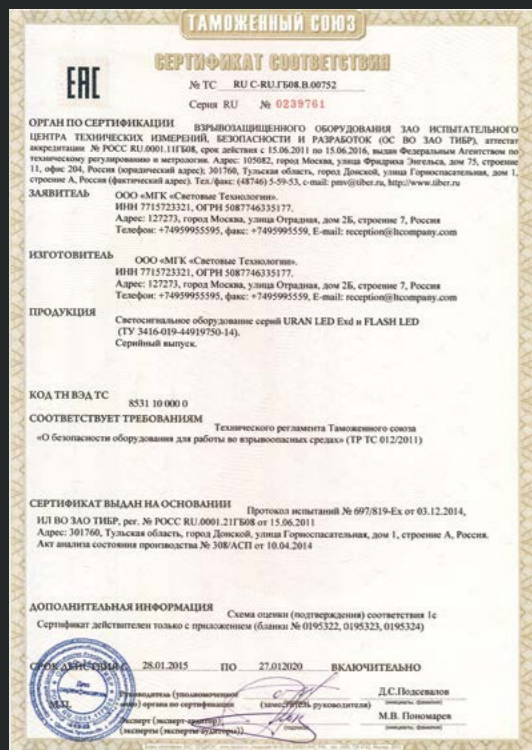 ТАМОЖЕННЫЙ СОЮЗ
СЕРТИФИКАТ СООТВЕТСТВИЯ
ЕАС
№ ТС RU C-RU.ГБ08.В.00752
Серия RU № 0239761
ОРГАН ПО СЕРТИФИКАЦИИ ВЗРЫВОЗАЩИЩЕННОГО ОБОРУДОВАНИЯ ЗАО ИСПЫТАТЕЛЬНОГО
ЦЕНТРА ТЕХНИЧЕСКИХ ИЗМЕРЕНИЙ, БЕЗОПАСНОСТИ И РАЗРАБОТОК (ОС ВО ЗАО ТИБР), аттестат
аккредитации № РОСС RU.0001.11ГБ08, срок действия с 15.06.2011 по 15.06.2016, выдан Федеральным Агентством по
техническому регулированию и метрологии. Адрес: 105082, город Москва, улица Фридриха Энгельса, дом 75, строение
11, офис 204, Россия (юридический адрес); 301760, Тульская область, город Донской, улица Горноспасательная, дом 1,
строение А, Россия (фактический адрес). Тел./факс: (48746) 5-59-53, e-mail: pmv@tiber.ru, http://www.tiber.ru
ЗАЯВИТЕЛЬ ООО «МГК «Световые Технологии».
ИНН 7715723321, ОГРН 5087746335177.
Адрес: 127273, город Москва, улица Отрадная, дом 2Б, строение 7, Россия
Телефон: +74959955595, факс: +74959955559, E-mail: reception@ltcompany.com
ИЗГОТОВИТЕЛЬ ООО «МГК «Световые Технологии».
ИНН 7715723321, ОГРН 5087746335177.
Адрес: 127273, город Москва, улица Отрадная, дом 2Б, строение 7, Россия
Телефон: +74959955595, факс: +74959955559, E-mail: reception@ltcompany.com
ПРОДУКЦИЯ Светосигнальное оборудование серий URAN LED Exd и FLASH LED
(ТУ 3416-019-44919750-14).
Серийный выпуск.
КОД ТН ВЭД ТС 8531 10 000 0
СООТВЕТСТВУЕТ ТРЕБОВАНИЯМ Технического регламента Таможенного союза
«О безопасности оборудования для работы во взрывоопасных средах» (ТР ТС 012/2011)
СЕРТИФИКАТ ВЫДАН НА ОСНОВАНИИ Протокол испытаний № 697/819-Ех от 03.12.2014,
ИЛ ВО ЗАО ТИБР, рег. № РОСС RU.0001.21ГБ08 от 15.06.2011
Адрес: 301760, Тульская область, город Донской, улица Горноспасательная, дом 1, строение А, Россия.
Акт анализа состояния производства № 308/АСП от 10.04.2014
ДОПОЛНИТЕЛЬНАЯ ИНФОРМАЦИЯ Схема оценки (подтверждения) соответствия 1с
Сертификат действителен только с приложением (бланки № 0195322, 0195323, 0195324)
СРОК ДЕЙСТВИЯ С 28.01.2015 ПО 27.012020 ВКЛЮЧИТЕЛЬНО
М.П. Руководитель (уполномоченное лицо) органа по сертификации (заместитель руководителя) Д.С.Подсевалов
Эксперт (эксперт-аудитор) (эксперты (эксперты-аудиторы)) М.В. Пономарев